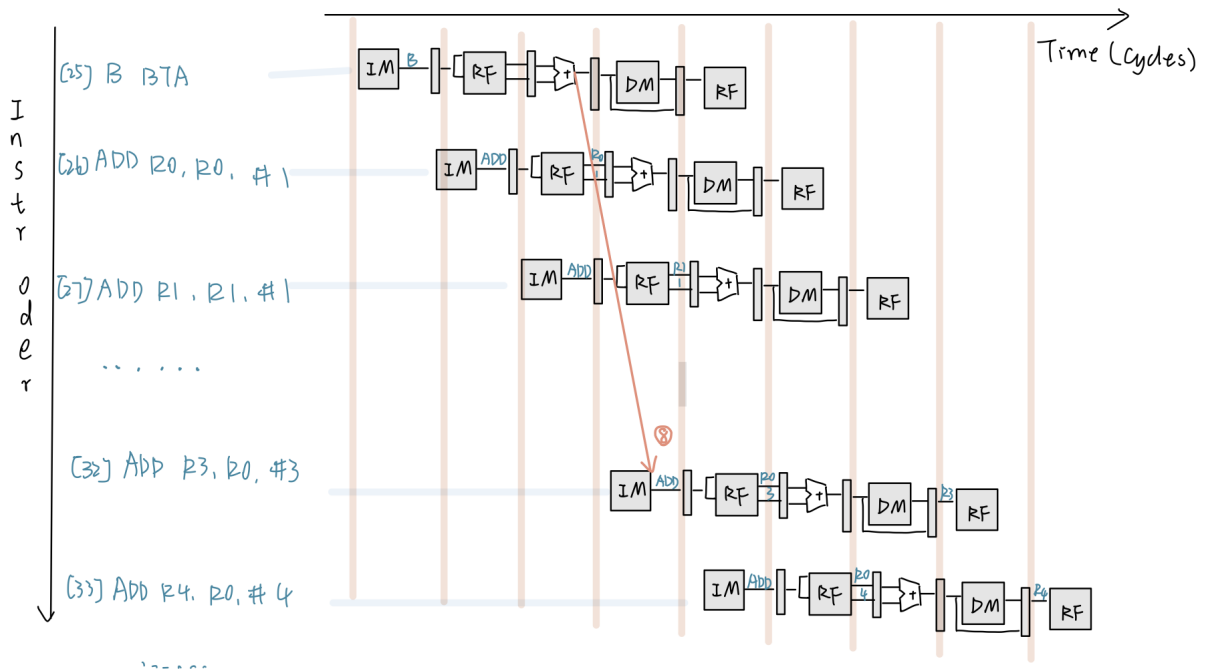 Time (Cycles)
Instr oder
[25] B BTA
IM B RF + DM RF
[26] ADD R0, R0, #1
IM ADD RF R0 1 + DM RF
[27] ADD R1, R1, #1
IM ADD RF R1 1 + DM RF
.......
⑧
[32] ADD R3, R0, #3
IM ADD RF R0 3 + DM R3 RF
[33] ADD R4, R0, #4
IM ADD RF R0 4 + DM R4 RF